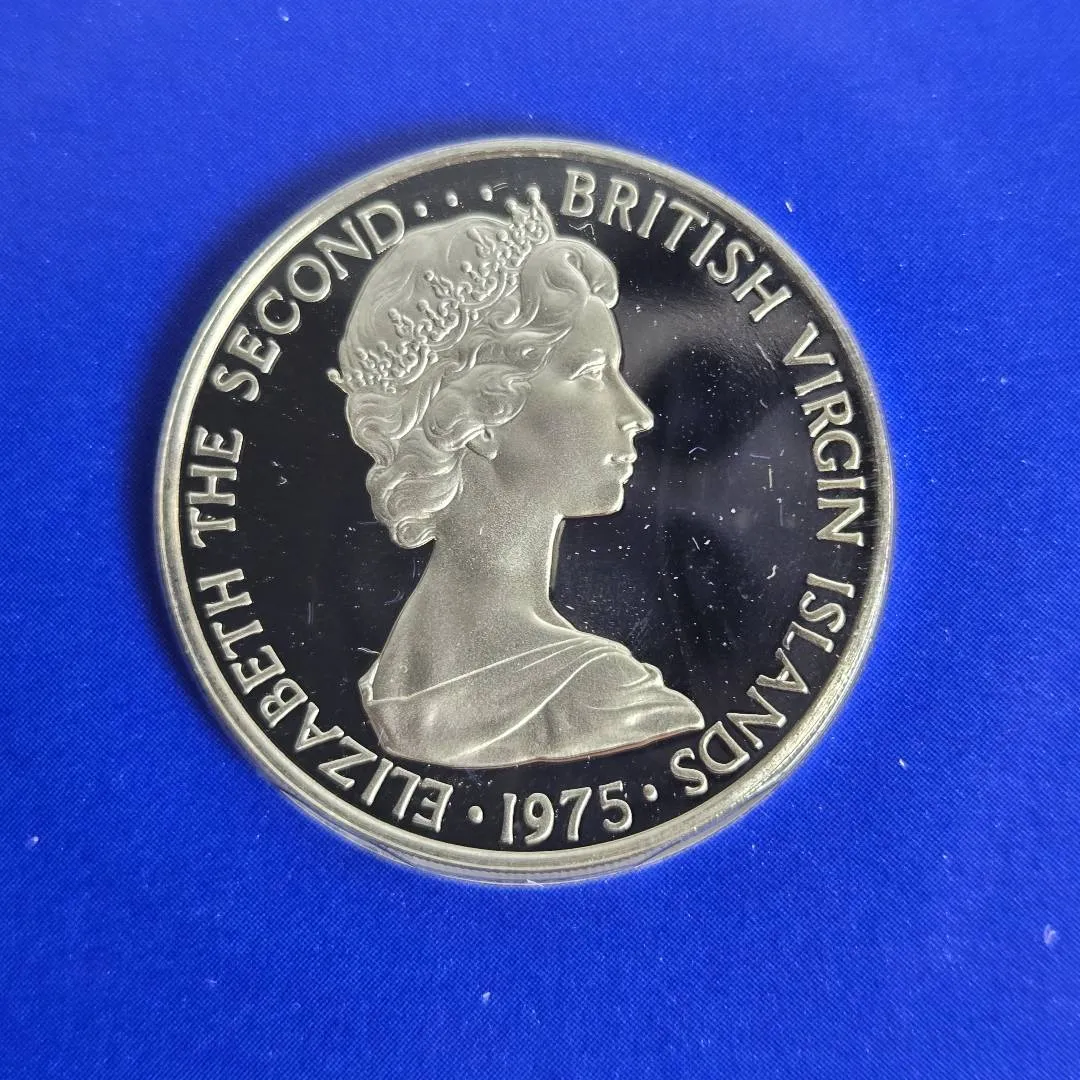 ELIZABETH THE SECOND.... BRITISH VIRGIN ISLANDS
· 1975 ·